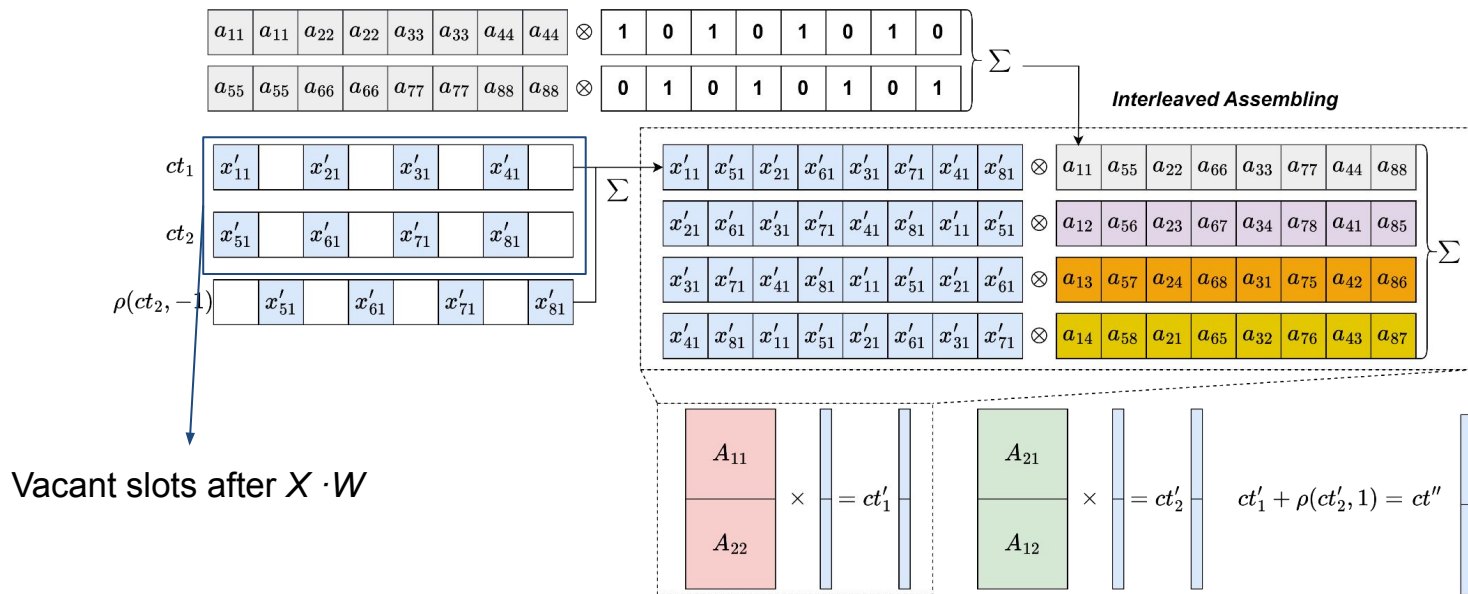 a₁₁ a₁₁ a₂₂ a₂₂ a₃₃ a₃₃ a₄₄ a₄₄ ⊗ 1 0 1 0 1 0 1 0
∑
a₅₅ a₅₅ a₆₆ a₆₆ a₇₇ a₇₇ a₈₈ a₈₈ ⊗ 0 1 0 1 0 1 0 1
Interleaved Assembling
ct₁ x′₁₁ x′₂₁ x′₃₁ x′₄₁
∑
ct₂ x′₅₁ x′₆₁ x′₇₁ x′₈₁
ρ(ct₂, −1) x′₅₁ x′₆₁ x′₇₁ x′₈₁
x′₁₁ x′₅₁ x′₂₁ x′₆₁ x′₃₁ x′₇₁ x′₄₁ x′₈₁ ⊗ a₁₁ a₅₅ a₂₂ a₆₆ a₃₃ a₇₇ a₄₄ a₈₈
x′₂₁ x′₆₁ x′₃₁ x′₇₁ x′₄₁ x′₈₁ x′₁₁ x′₅₁ ⊗ a₁₂ a₅₆ a₂₃ a₆₇ a₃₄ a₇₈ a₄₁ a₈₅
∑
x′₃₁ x′₇₁ x′₄₁ x′₈₁ x′₁₁ x′₅₁ x′₂₁ x′₆₁ ⊗ a₁₃ a₅₇ a₂₄ a₆₈ a₃₁ a₇₅ a₄₂ a₈₆
x′₄₁ x′₈₁ x′₁₁ x′₅₁ x′₂₁ x′₆₁ x′₃₁ x′₇₁ ⊗ a₁₄ a₅₈ a₂₁ a₆₅ a₃₂ a₇₆ a₄₃ a₈₇
Vacant slots after X ·W
A₁₁
A₂₂
× = ct′₁
A₂₁
A₁₂
× = ct′₂
ct′₁ + ρ(ct′₂, 1) = ct″